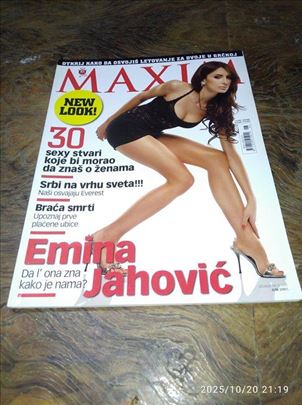 OTKRIJ KAKO DA OSVOJIŠ LETOVANJE ZA DVOJE U GRČKOJ
MAXIM
NEW
LOOK!
30
sexy stvari
koje bi morao
da znaš o ženama
Srbi na vrhu sveta!!!
Naši osvajaju Everest
Braća smrti
Upoznaj prve
plaćene ubice
Emina
Jahović
Da l' ona zna
kako je nama?
2025/10/20 21:19